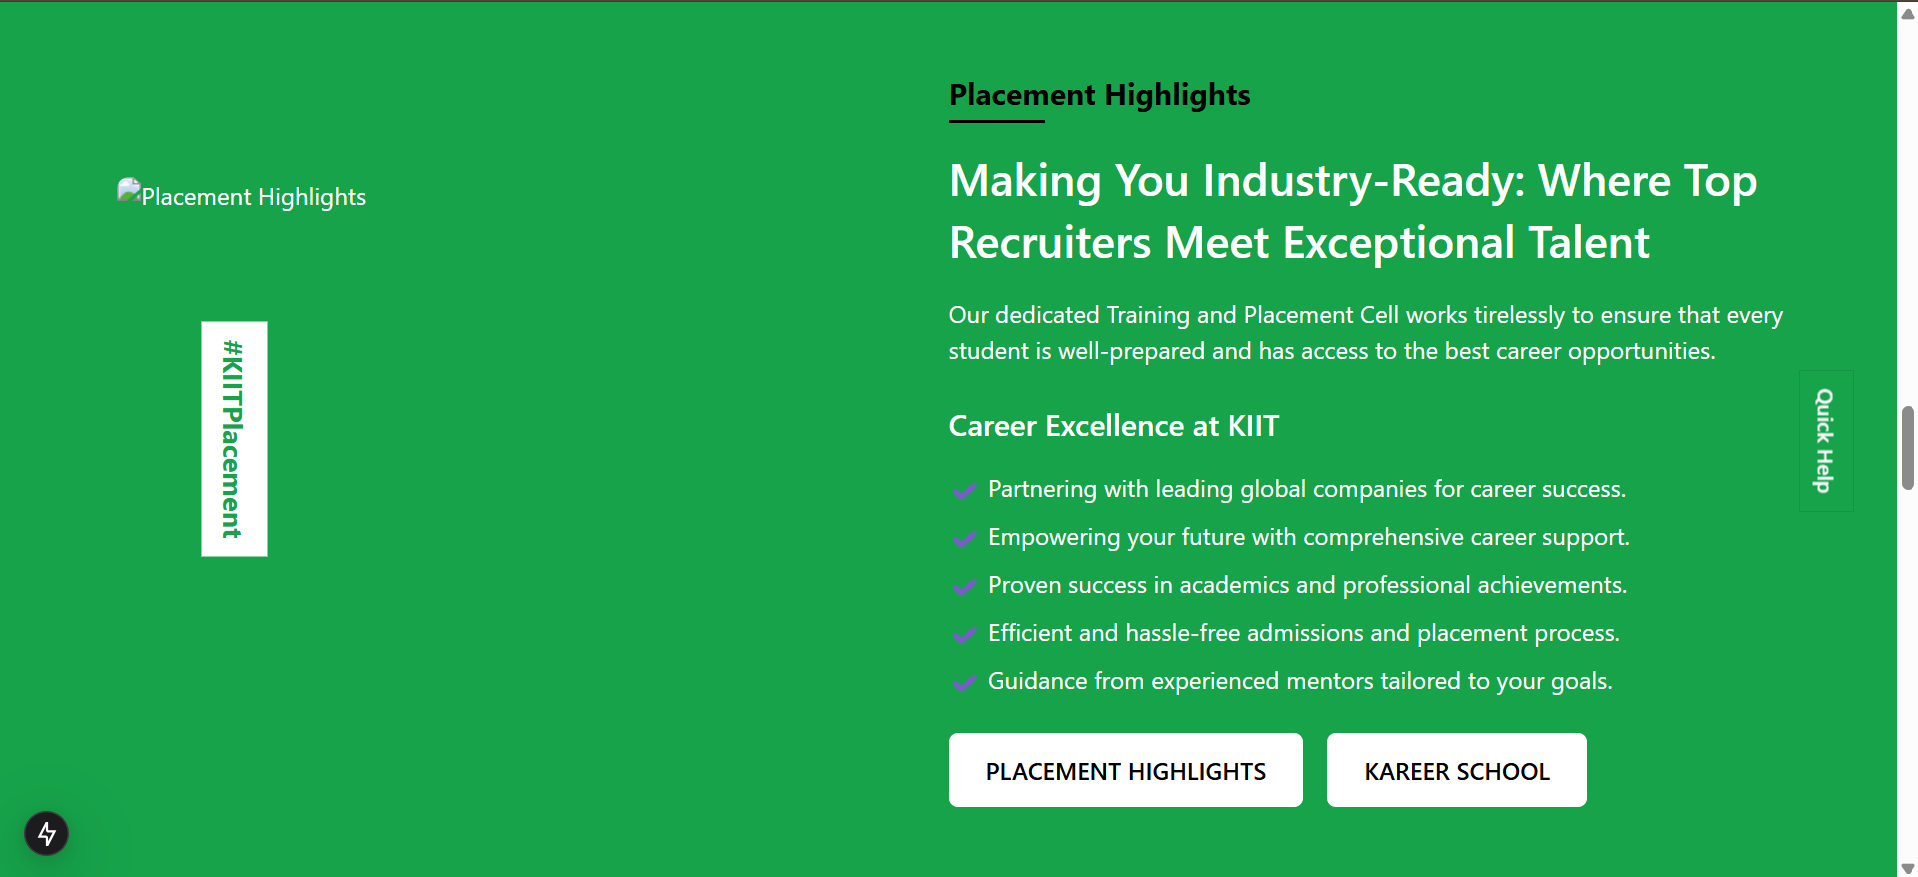 Placement Highlights
#KIITPlacement
Placement Highlights
Making You Industry-Ready: Where Top
Recruiters Meet Exceptional Talent
Our dedicated Training and Placement Cell works tirelessly to ensure that every
student is well-prepared and has access to the best career opportunities.
Career Excellence at KIIT
Partnering with leading global companies for career success.
Empowering your future with comprehensive career support.
Proven success in academics and professional achievements.
Efficient and hassle-free admissions and placement process.
Guidance from experienced mentors tailored to your goals.
PLACEMENT HIGHLIGHTS
KAREER SCHOOL
Quick Help